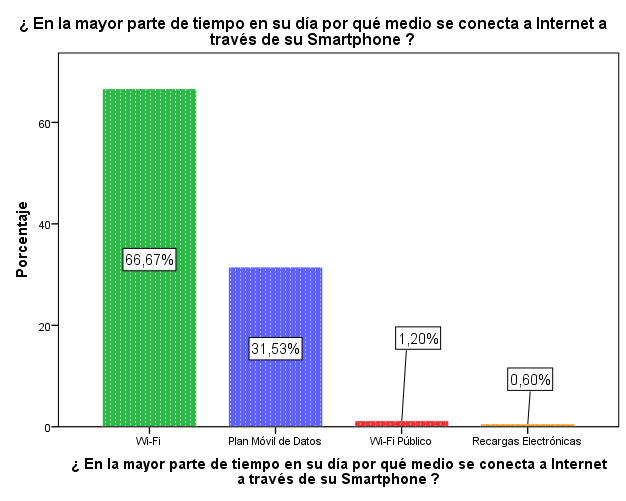 ¿ En la mayor parte de tiempo en su día por qué medio se conecta a Internet a
través de su Smartphone ?
Porcentaje
60
40
20
0
66,67%
31,53%
1,20%
0,60%
Wi-Fi
Plan Móvil de Datos
Wi-Fi Público
Recargas Electrónicas
¿ En la mayor parte de tiempo en su día por qué medio se conecta a Internet
a través de su Smartphone ?